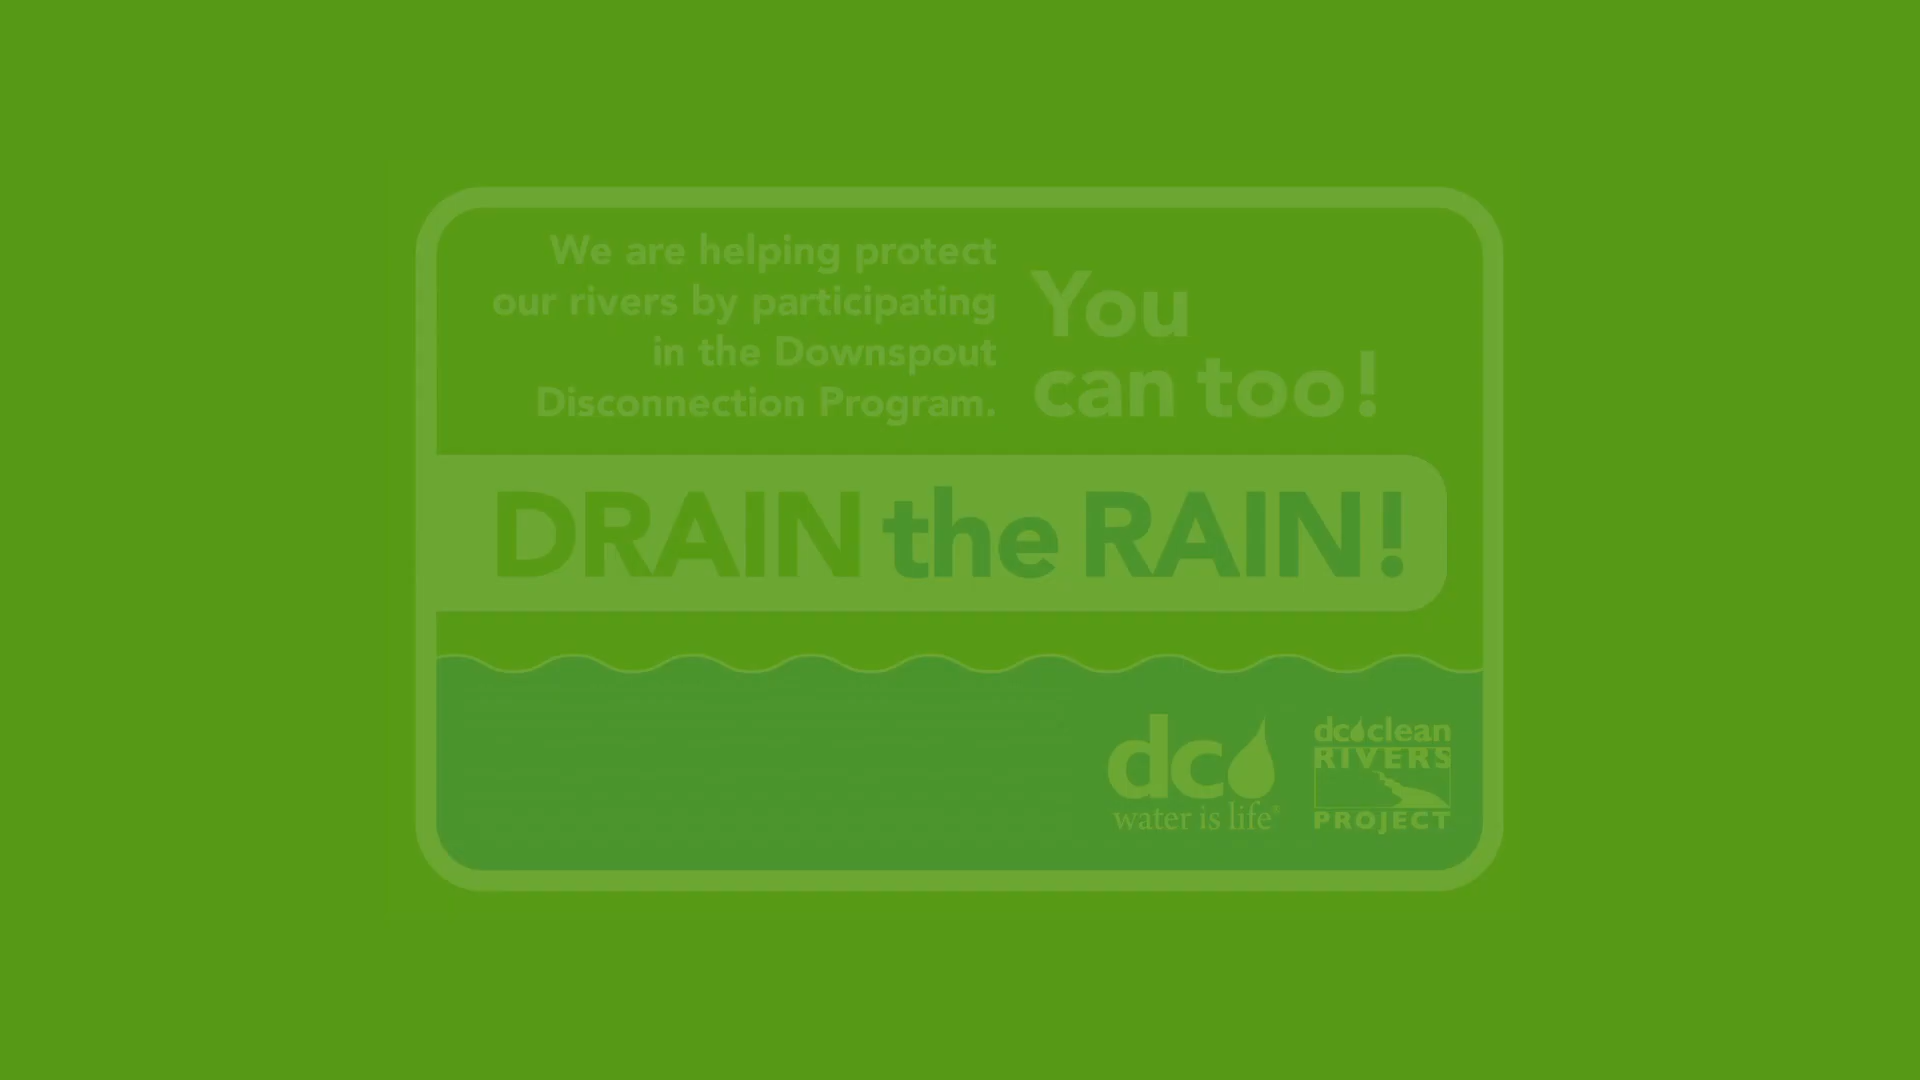 We are helping protect
our rivers by participating
in the Downspout
Disconnection Program.
You
can too!
DRAIN the RAIN!
dc
water is life®
dc clean
RIVERS
PROJECT